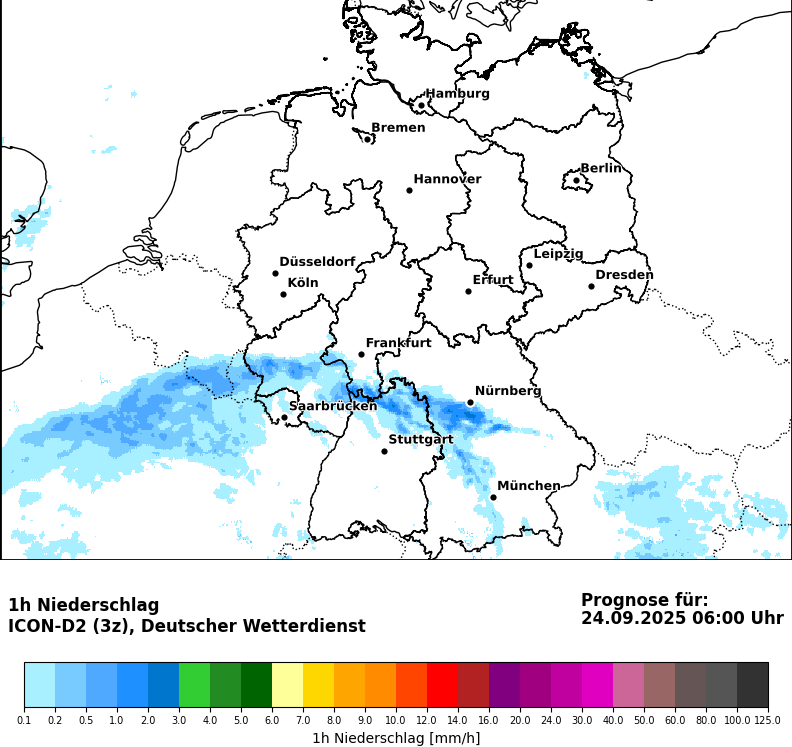 Hamburg
Bremen
Berlin
Hannover
Leipzig
Düsseldorf
Dresden
Köln
Erfurt
Frankfurt
Nürnberg
Saarbrücken
Stuttgart
München
1h Niederschlag
ICON-D2 (3z), Deutscher Wetterdienst
Prognose für:
24.09.2025 06:00 Uhr
0.1 0.2 0.5 1.0 2.0 3.0 4.0 5.0 6.0 7.0 8.0 9.0 10.0 12.0 14.0 16.0 20.0 24.0 30.0 40.0 50.0 60.0 80.0 100.0 125.0
1h Niederschlag [mm/h]